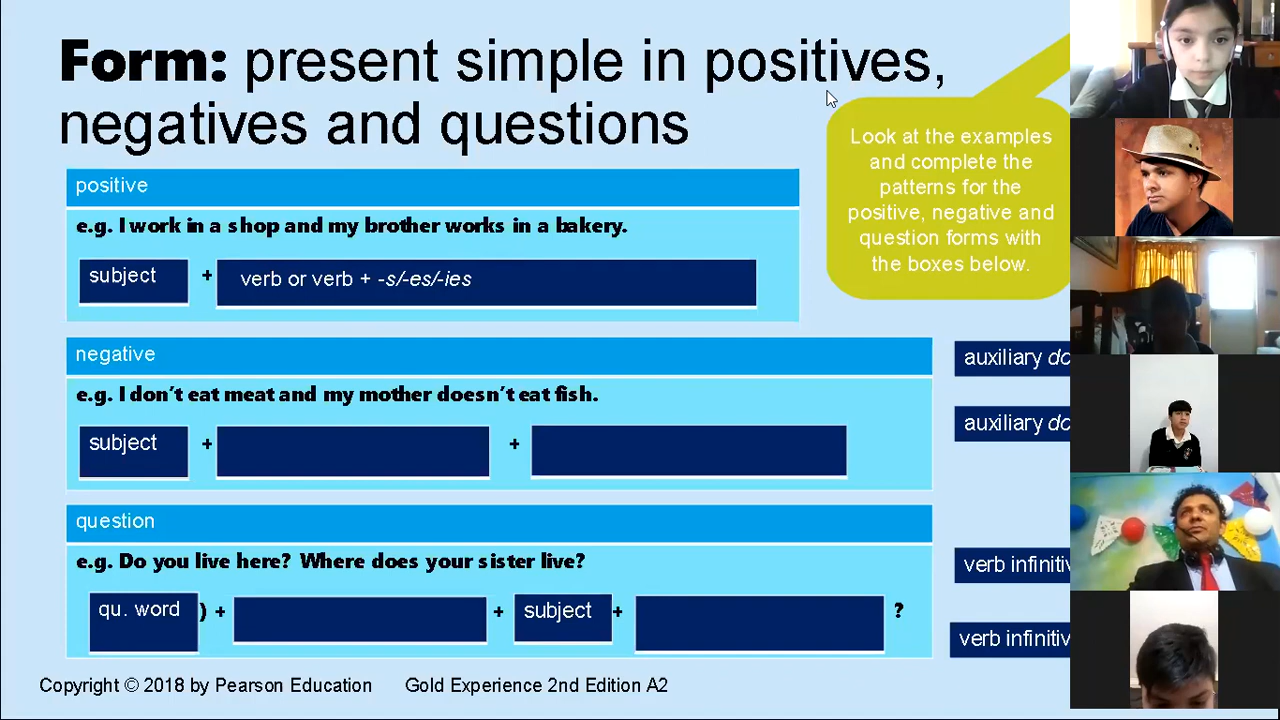 Form: present simple in positives,
negatives and questions
Look at the examples
and complete the
patterns for the
positive, negative and
question forms with
the boxes below.
positive
e.g. I work in a shop and my brother works in a bakery.
subject + verb or verb + -s/-es/-ies
negative
e.g. I don't eat meat and my mother doesn't eat fish.
subject + +
auxiliary
auxiliary
question
e.g. Do you live here? Where does your sister live?
qu. word ) + + subject + ?
verb
verb
Copyright © 2018 by Pearson Education Gold Experience 2nd Edition A2